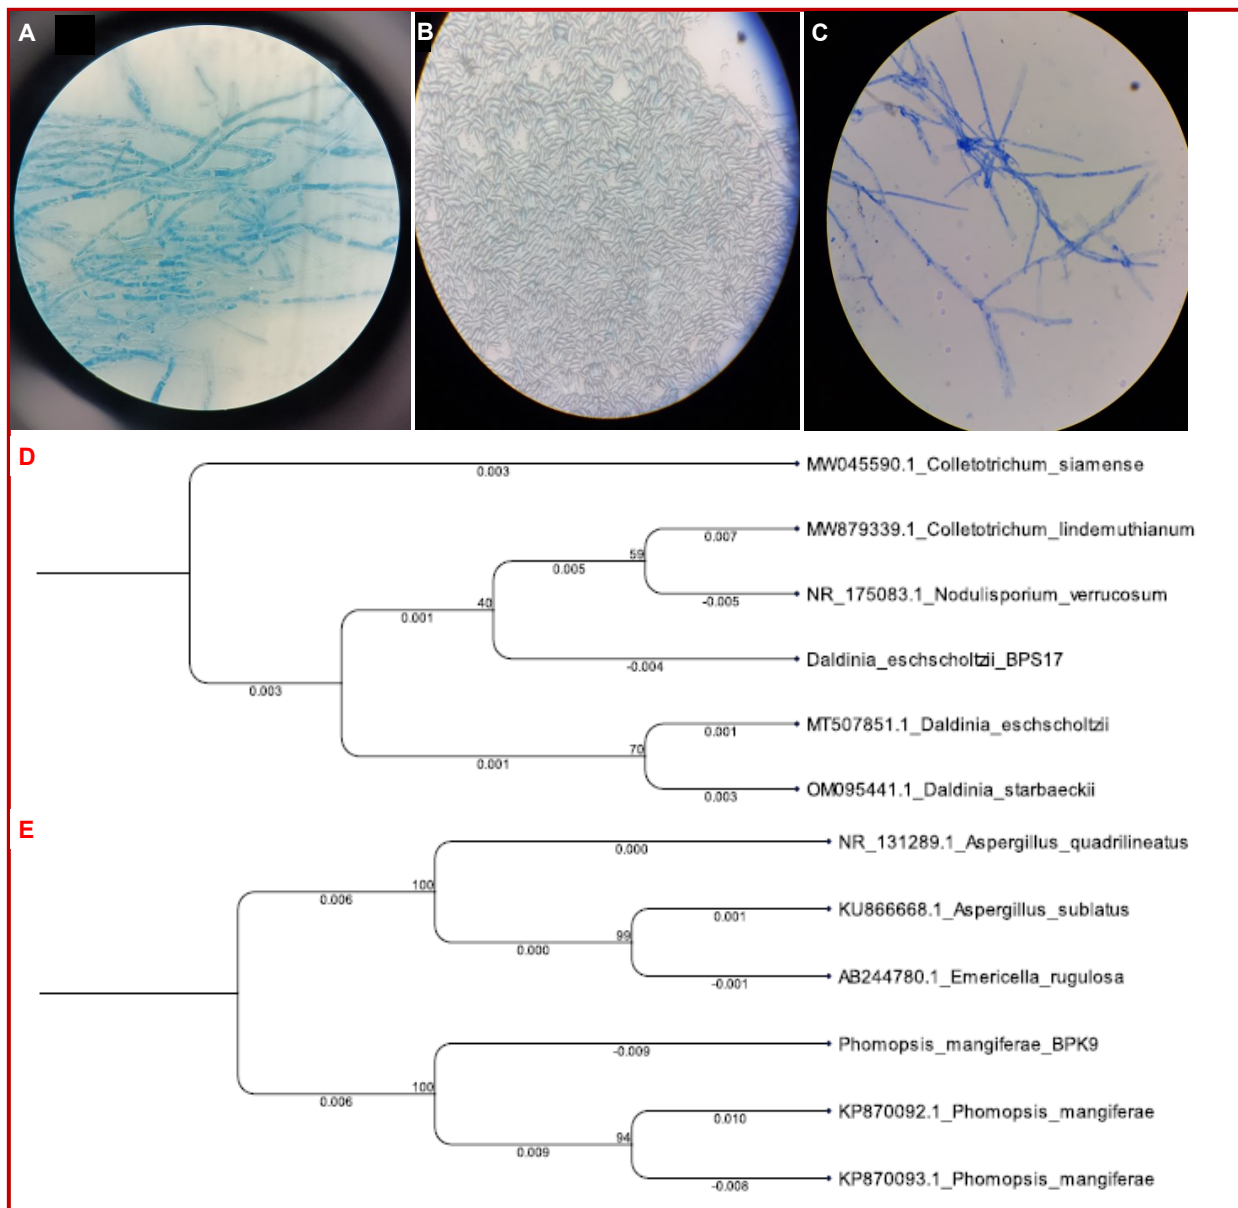 A
B
C
D
MW045590.1_Colletotrichum_siamense
0.003
MW879339.1_Colletotrichum_lindemuthianum
0.007
59
0.005
NR_175083.1_Nodulisporium_verrucosum
-0.005
40
0.001
Daldinia_eschscholtzii_BPS17
-0.004
0.003
MT507851.1_Daldinia_eschscholtzii
0.001
70
0.001
OM095441.1_Daldinia_starbaeckii
0.003
E
NR_131289.1_Aspergillus_quadrilineatus
0.000
100
0.006
KU866668.1_Aspergillus_sublatus
0.001
99
0.000
AB244780.1_Emericella_rugulosa
-0.001
Phomopsis_mangiferae_BPK9
-0.009
100
0.006
KP870092.1_Phomopsis_mangiferae
0.010
94
0.009
KP870093.1_Phomopsis_mangiferae
-0.008